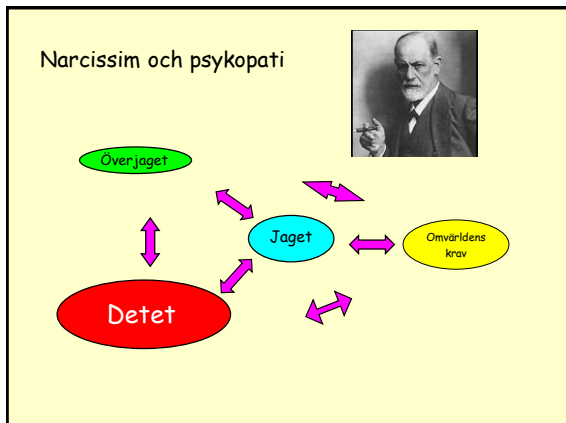 Narcissim och psykopati
Överjaget
Jaget
Omvärldens
krav
Detet